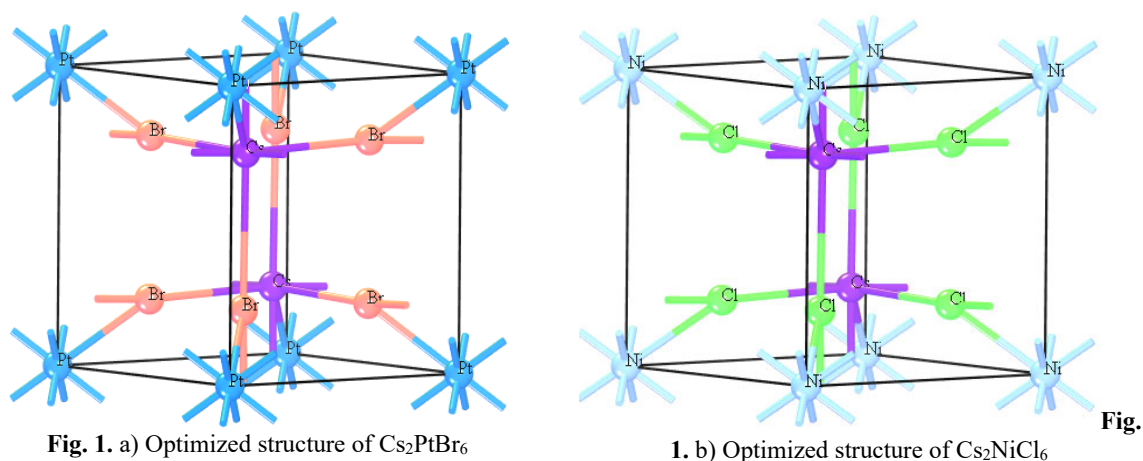 Pt
Pt
Pt
Pt
Br
Br
Br
Cs
Cs
Br
Br
Br
Pt
Pt
Pt
Pt
Ni
Ni
Ni
Ni
Cl
Cl
Cl
Cs
Cs
Cl
Cl
Cl
Ni
Ni
Ni
Ni
Fig. 1. a) Optimized structure of Cs₂PtBr₆
Fig.
1. b) Optimized structure of Cs₂NiCl₆